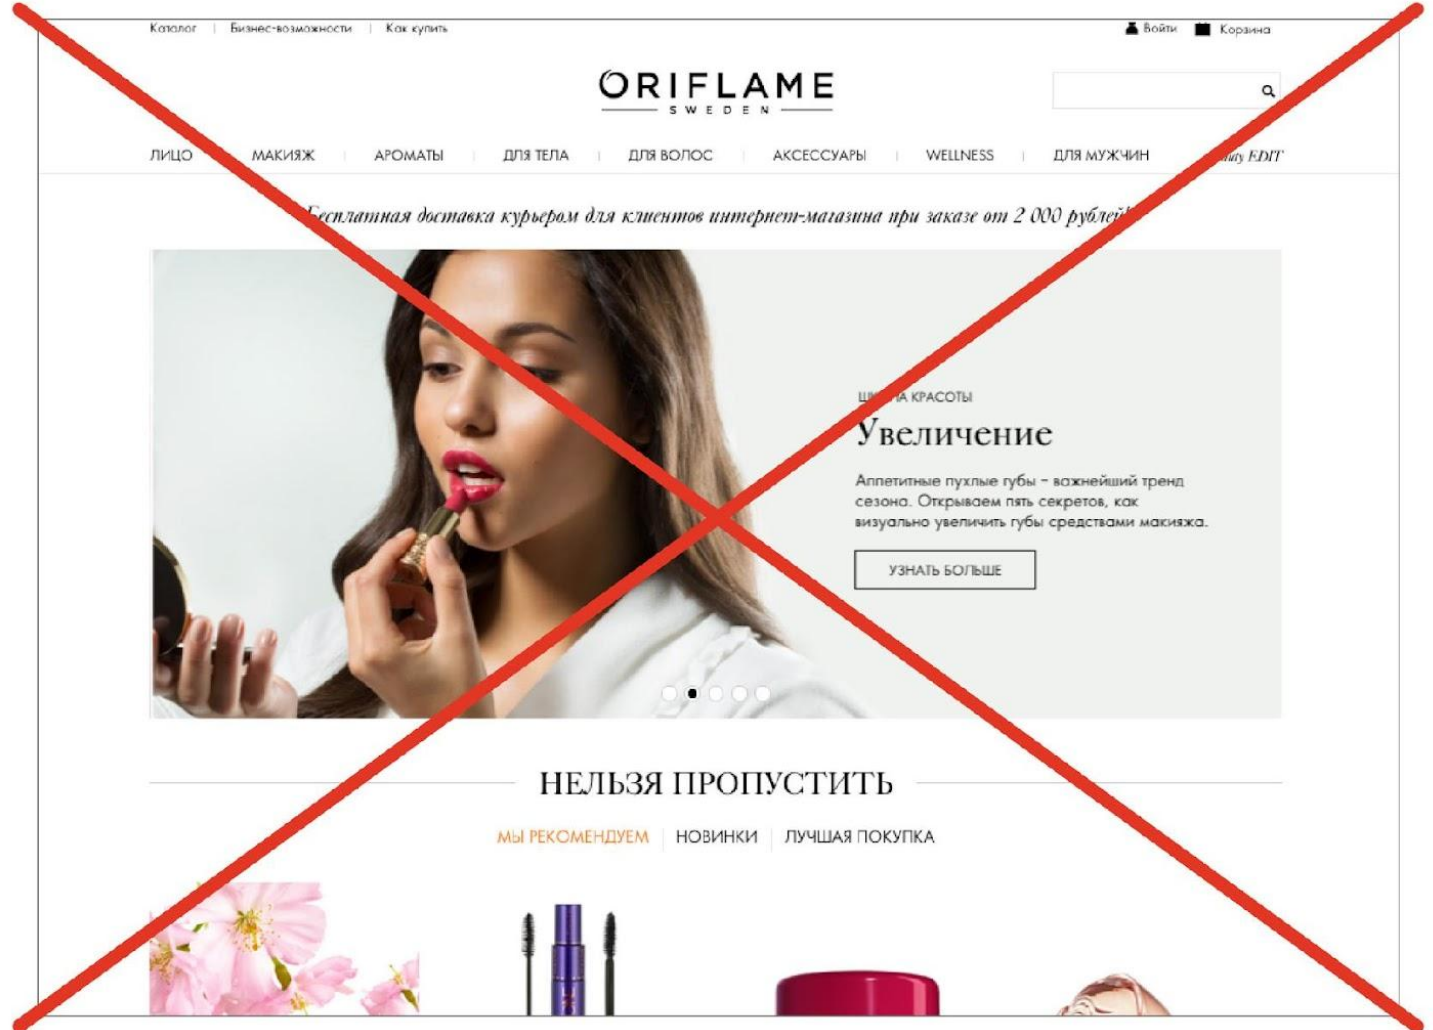 Каталог | Бизнес-возможности | Как купить
Войти Корзина
ORIFLAME
SWEDEN
ЛИЦО МАКИЯЖ | АРОМАТЫ | ДЛЯ ТЕЛА | ДЛЯ ВОЛОС | АКСЕССУАРЫ | WELLNESS | ДЛЯ МУЖЧИН EDIT
Бесплатная доставка курьером для клиентов интернет-магазина при заказе от 2 000 рублей!
КРАСОТЫ
Увеличение
Аппетитные пухлые губы – важнейший тренд
сезона. Открываем пять секретов, как
визуально увеличить губы средствами макияжа.
УЗНАТЬ БОЛЬШЕ
НЕЛЬЗЯ ПРОПУСТИТЬ
МЫ РЕКОМЕНДУЕМ | НОВИНКИ | ЛУЧШАЯ ПОКУПКА